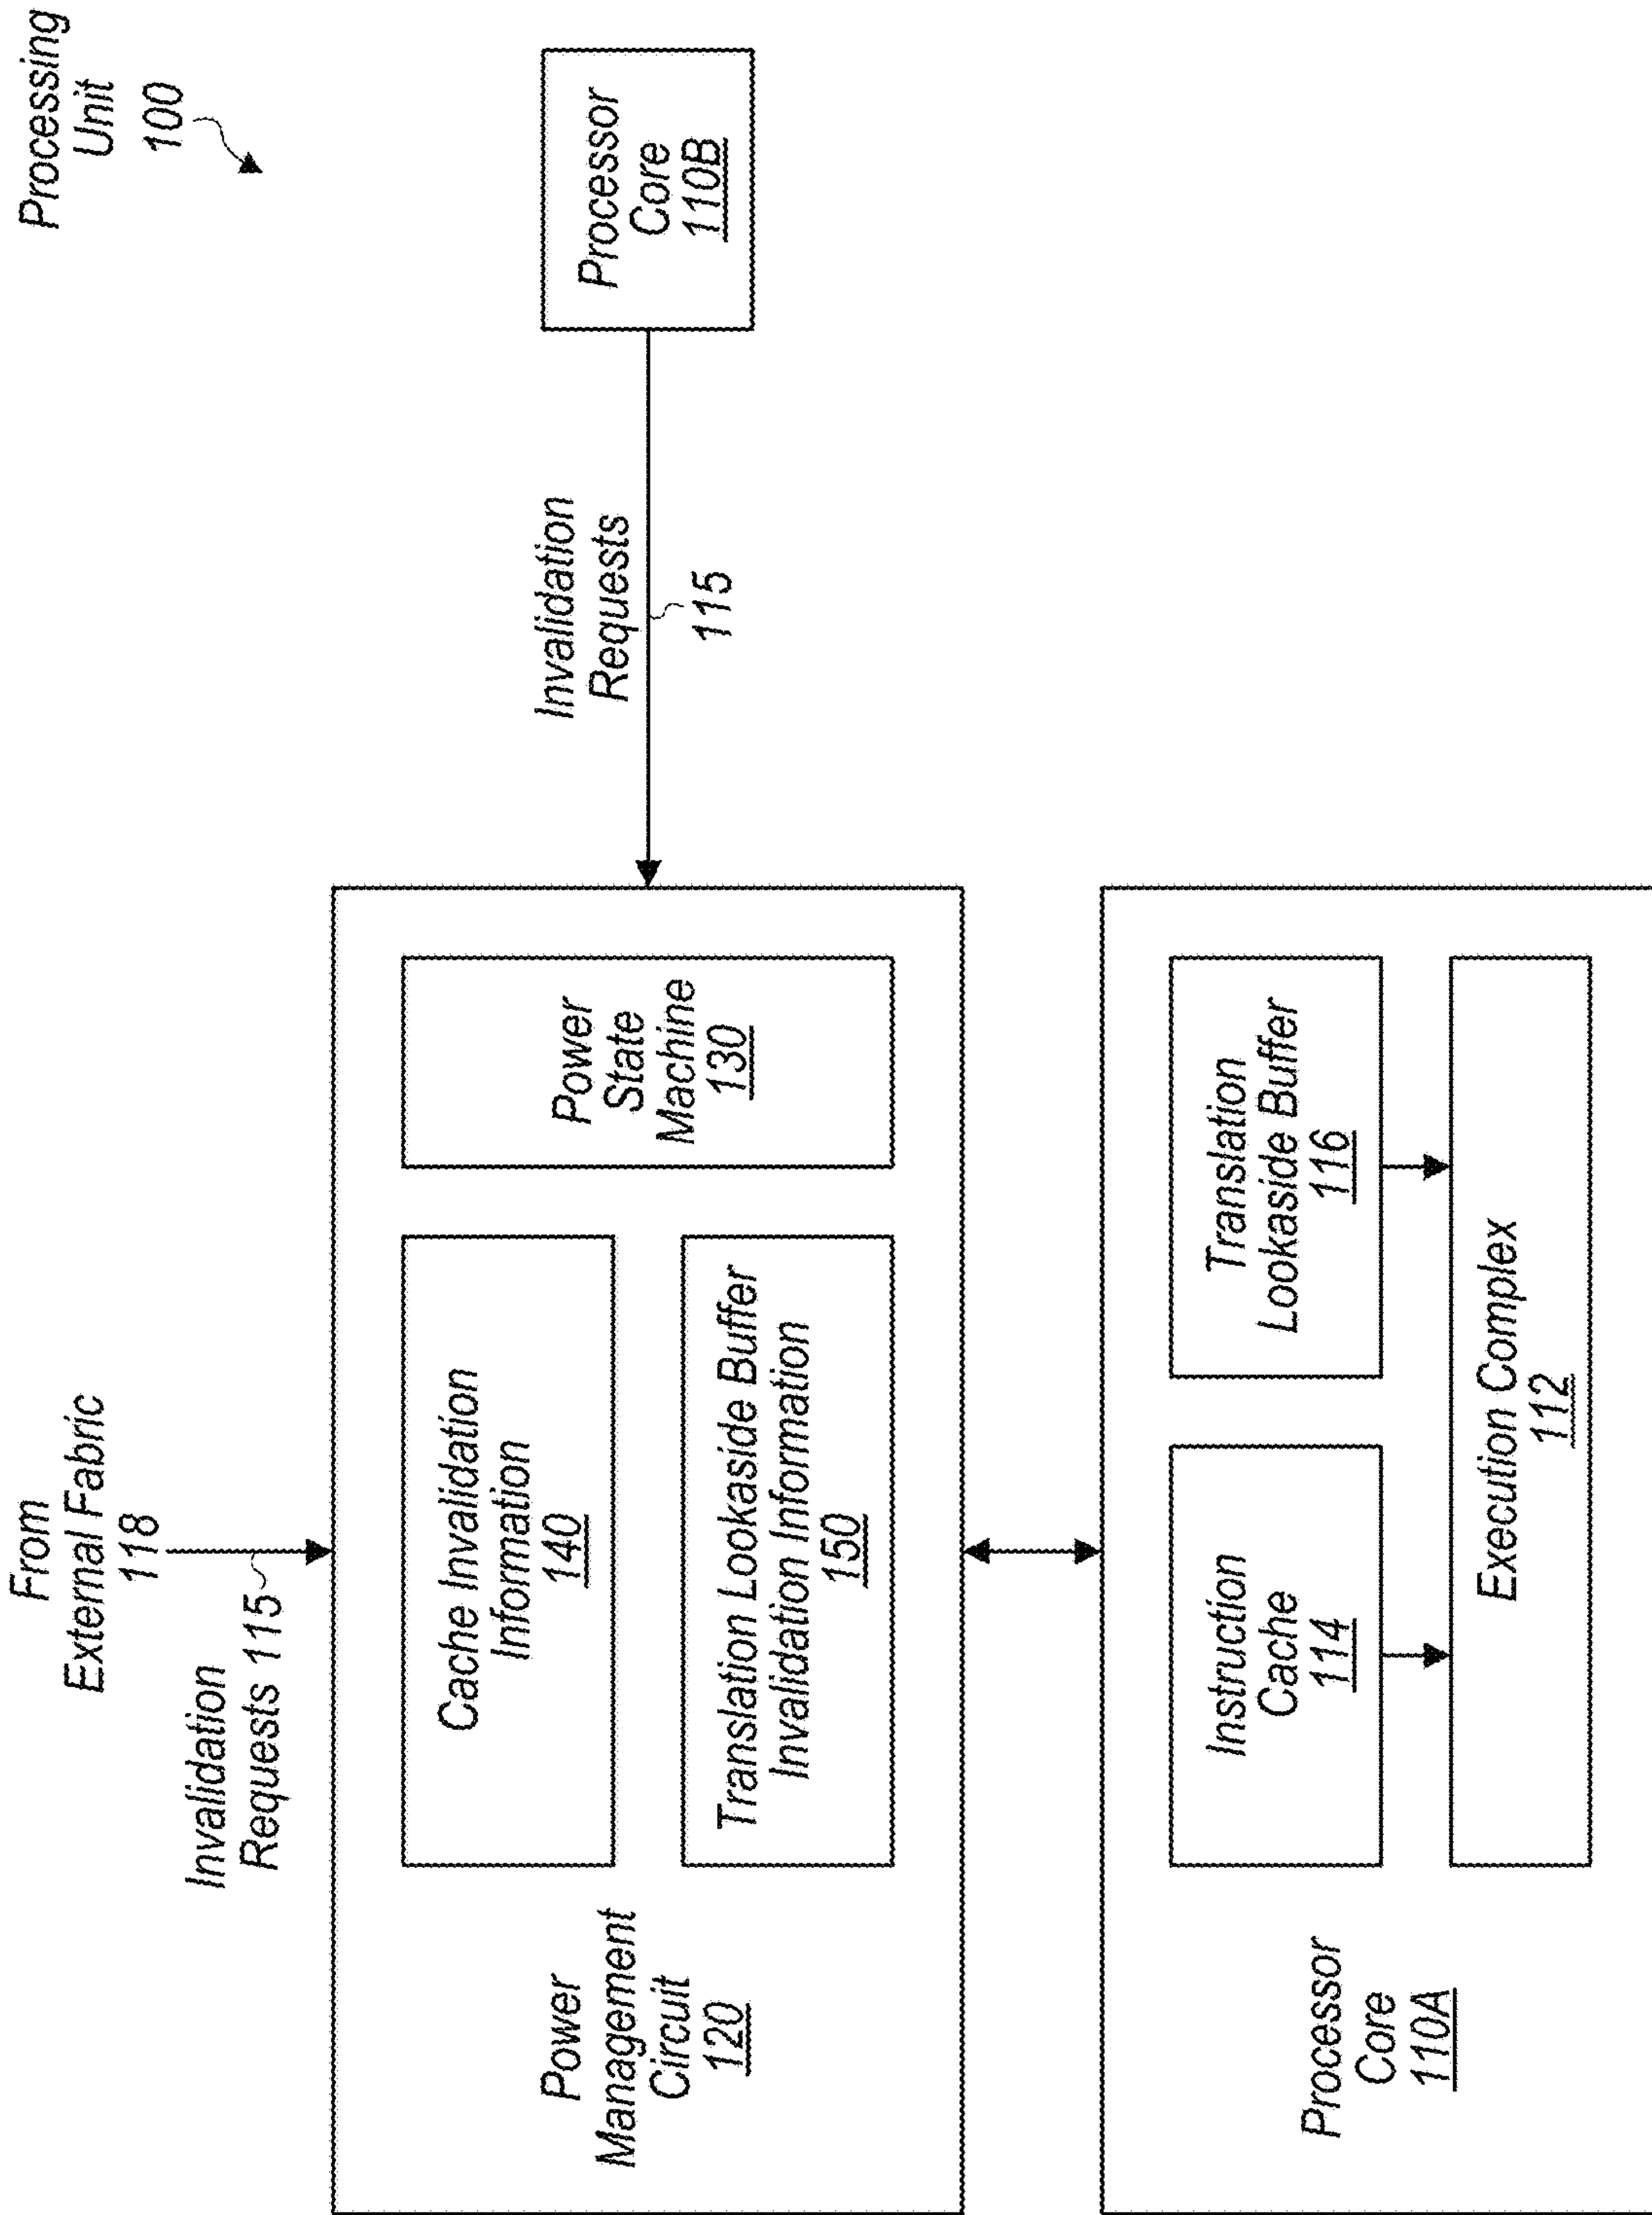 Processing
Unit
100
From
External Fabric
118
Invalidation
Requests 115
Power
Management
Circuit
120
Cache Invalidation
Information
140
Translation Lookaside Buffer
Invalidation Information
150
Power
State
Machine
130
Invalidation
Requests
115
Processor
Core
110B
Processor
Core
110A
Instruction
Cache
114
Translation
Lookaside Buffer
116
Execution Complex
112